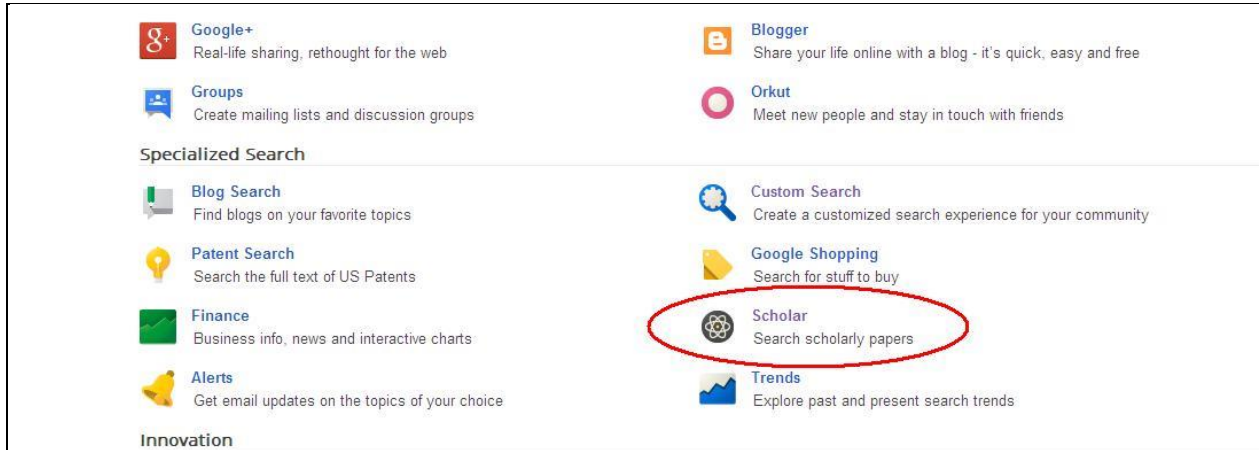 Google+
Real-life sharing, rethought for the web
Blogger
Share your life online with a blog - it's quick, easy and free
Groups
Create mailing lists and discussion groups
Orkut
Meet new people and stay in touch with friends
Specialized Search
Blog Search
Find blogs on your favorite topics
Custom Search
Create a customized search experience for your community
Patent Search
Search the full text of US Patents
Google Shopping
Search for stuff to buy
Finance
Business info, news and interactive charts
Scholar
Search scholarly papers
Alerts
Get email updates on the topics of your choice
Trends
Explore past and present search trends
Innovation